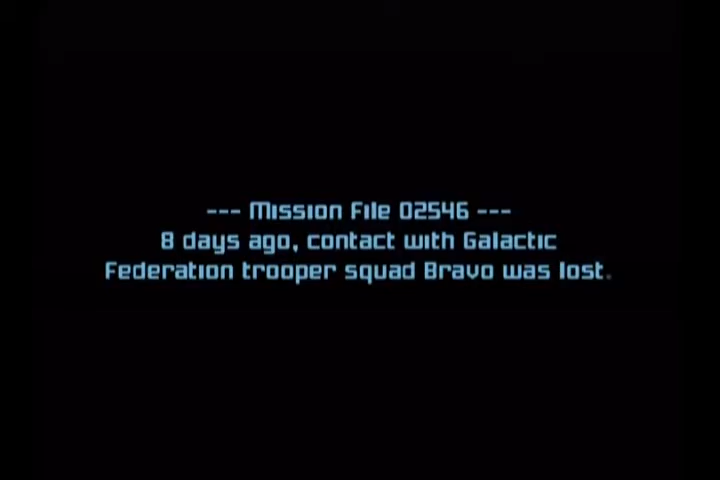 --- Mission File 02546 ---
8 days ago, contact with Galactic
Federation trooper squad Bravo was lost.